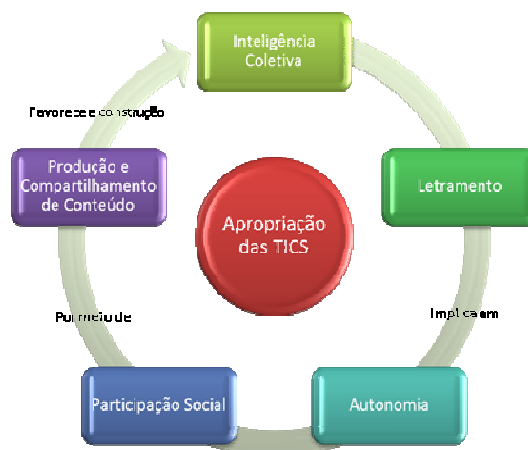 Inteligência
Coletiva
Favorece e construção
Produção e
Compartilhamento
de Conteúdo
Letramento
Apropriação
das TICS
Por meio de
Implica em
Participação Social
Autonomia